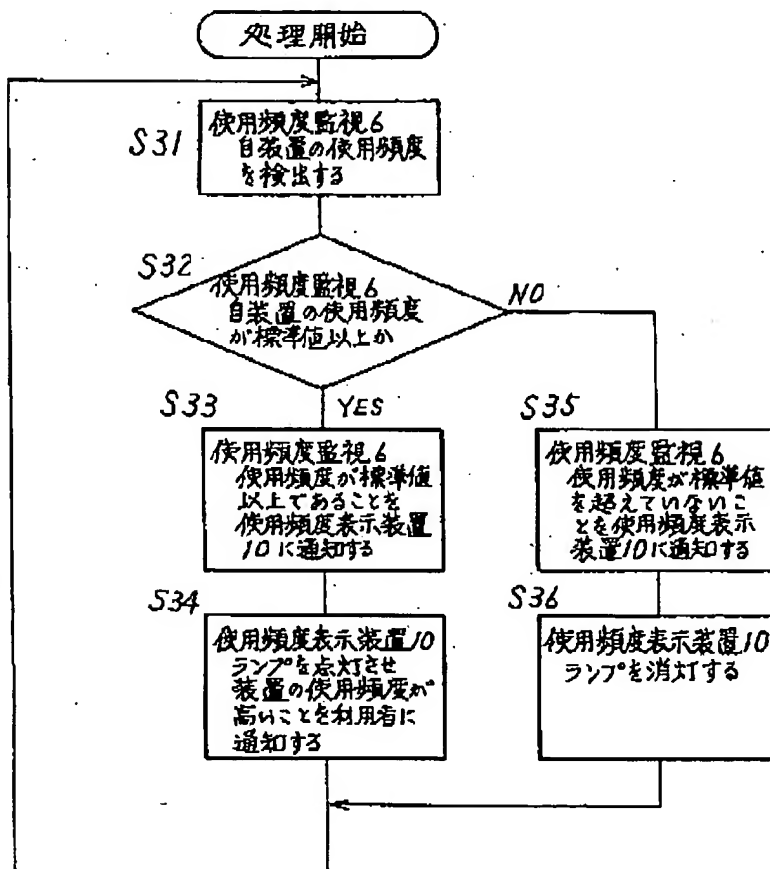 処理開始
S31
使用頻度監視6
自装置の使用頻度
を検出する
S32
使用頻度監視6
自装置の使用頻度
が標準値以上か
NO
YES
S33
使用頻度監視6
使用頻度が標準値
以上であることを
使用頻度表示装置
10に通知する
S35
使用頻度監視6
使用頻度が標準値
を超えていないこ
とを使用頻度表示
装置10に通知する
S34
使用頻度表示装置10
ランプを点灯させ
装置の使用頻度が
高いことを利用者に
通知する
S36
使用頻度表示装置10
ランプを消灯する